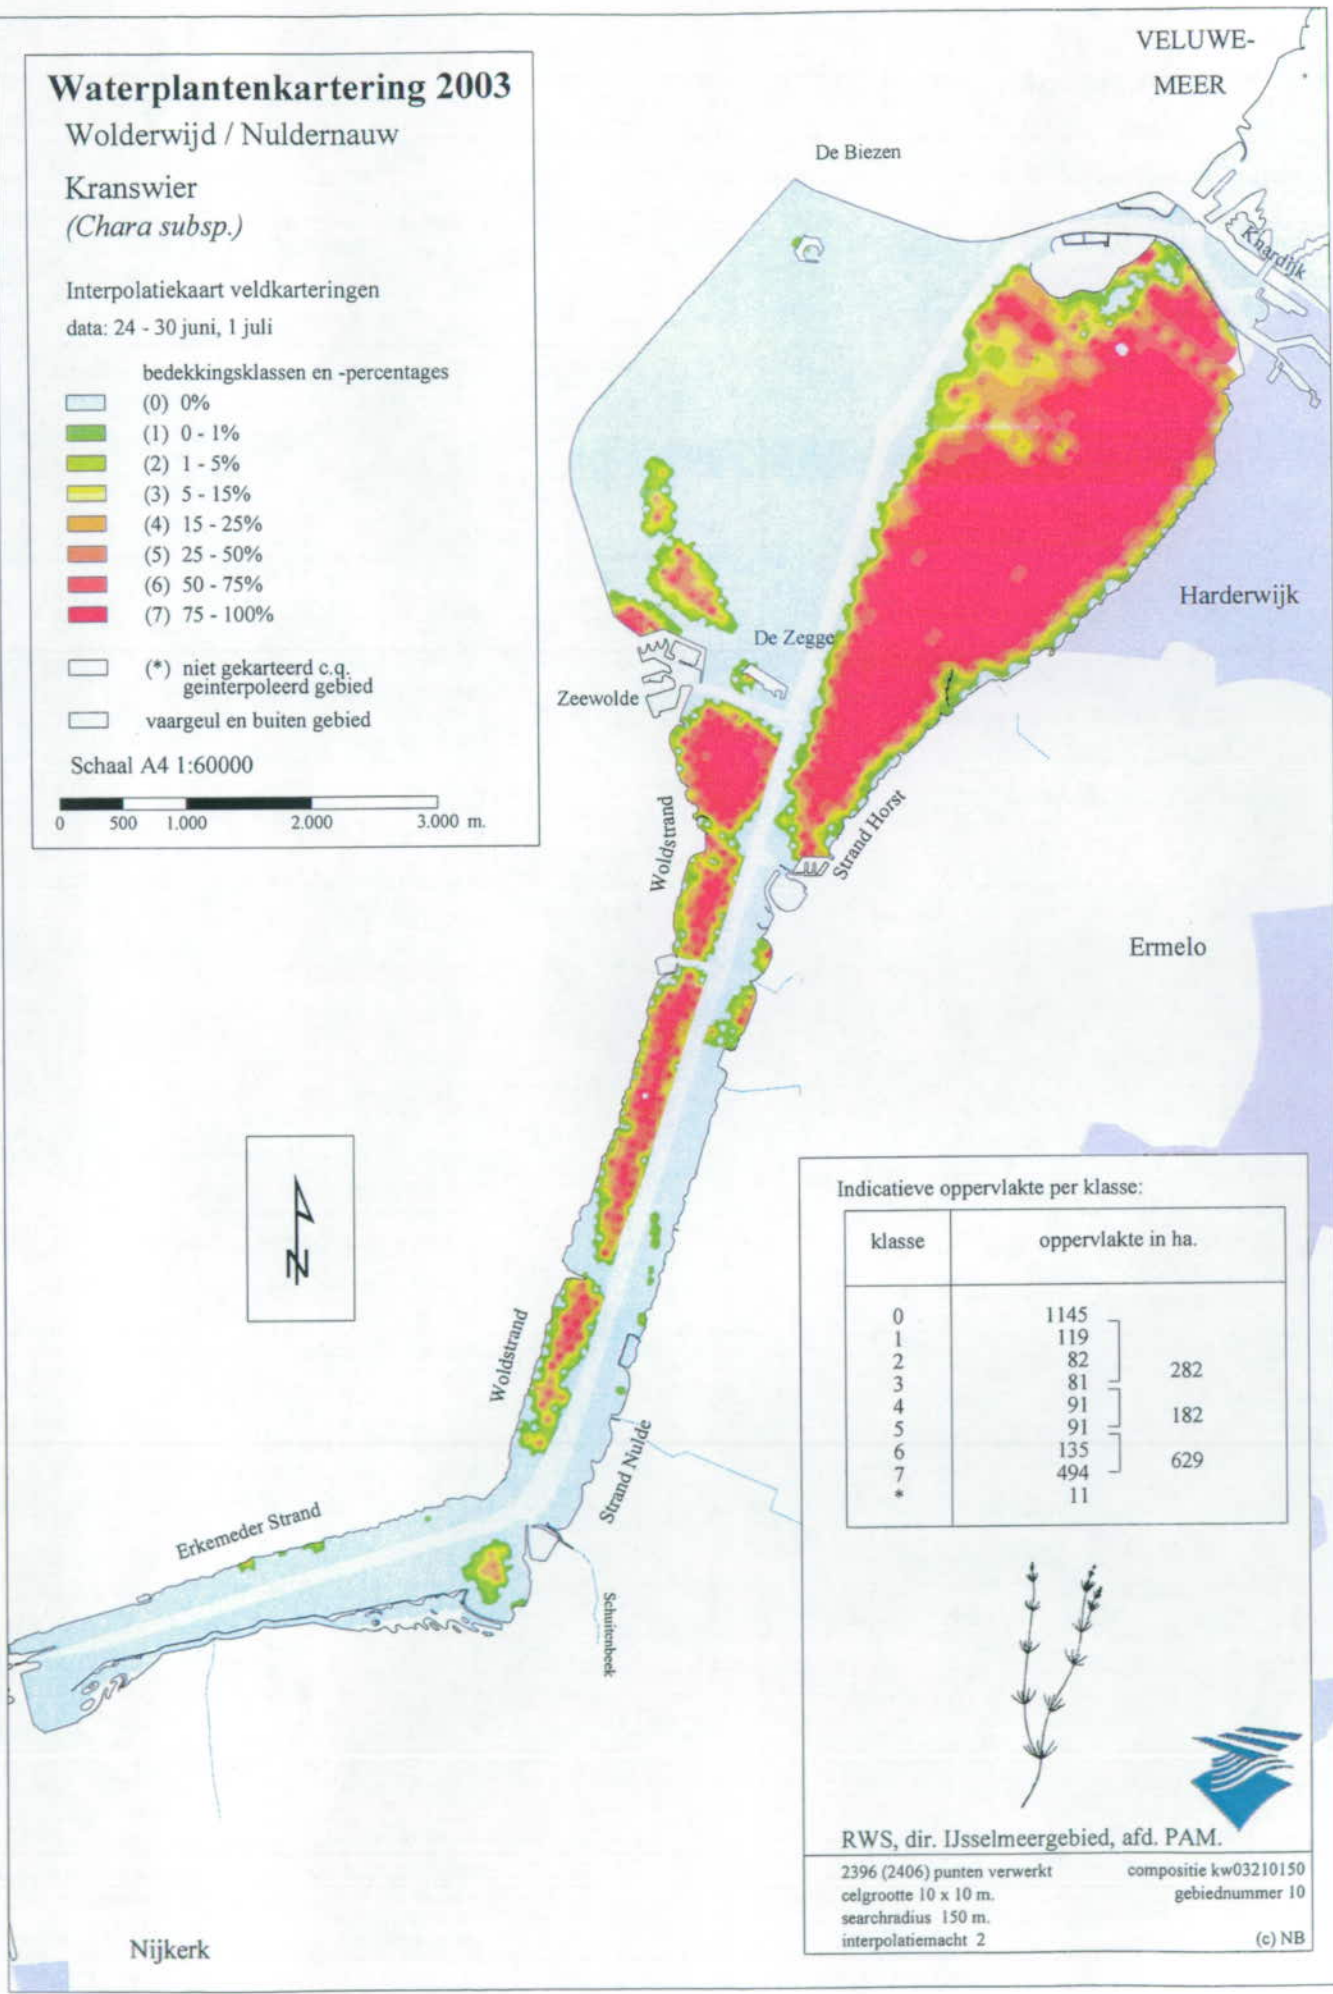 VELUWE-
MEER
Waterplantenkartering 2003
Wolderwijd / Nuldernauw
Kranswier
(Chara subsp.)
Interpolatiekaart veldkarteringen
data: 24 - 30 juni, 1 juli
bedekkingsklassen en -percentages
(0) 0%
(1) 0 - 1%
(2) 1 - 5%
(3) 5 - 15%
(4) 15 - 25%
(5) 25 - 50%
(6) 50 - 75%
(7) 75 - 100%
(*) niet gekarteerd c.q.
geinterpoleerd gebied
vaargeul en buiten gebied
Schaal A4 1:60000
0 500 1.000 2.000 3.000 m.
De Biezen
Knardijk
Harderwijk
De Zegge
Zeewolde
Woldstrand
Strand Horst
Ermelo
N
Woldstrand
Strand Nulde
Erkemeder Strand
Schuitenbeek
Nijkerk
Indicatieve oppervlakte per klasse:
klasse oppervlakte in ha.
0 1145
1 119
2 82
3 81 282
4 91
5 91 182
6 135
7 494 629
* 11
RWS, dir. IJsselmeergebied, afd. PAM.
2396 (2406) punten verwerkt compositie kw03210150
celgrootte 10 x 10 m. gebiednummer 10
searchradius 150 m.
interpolatiemacht 2 (c) NB